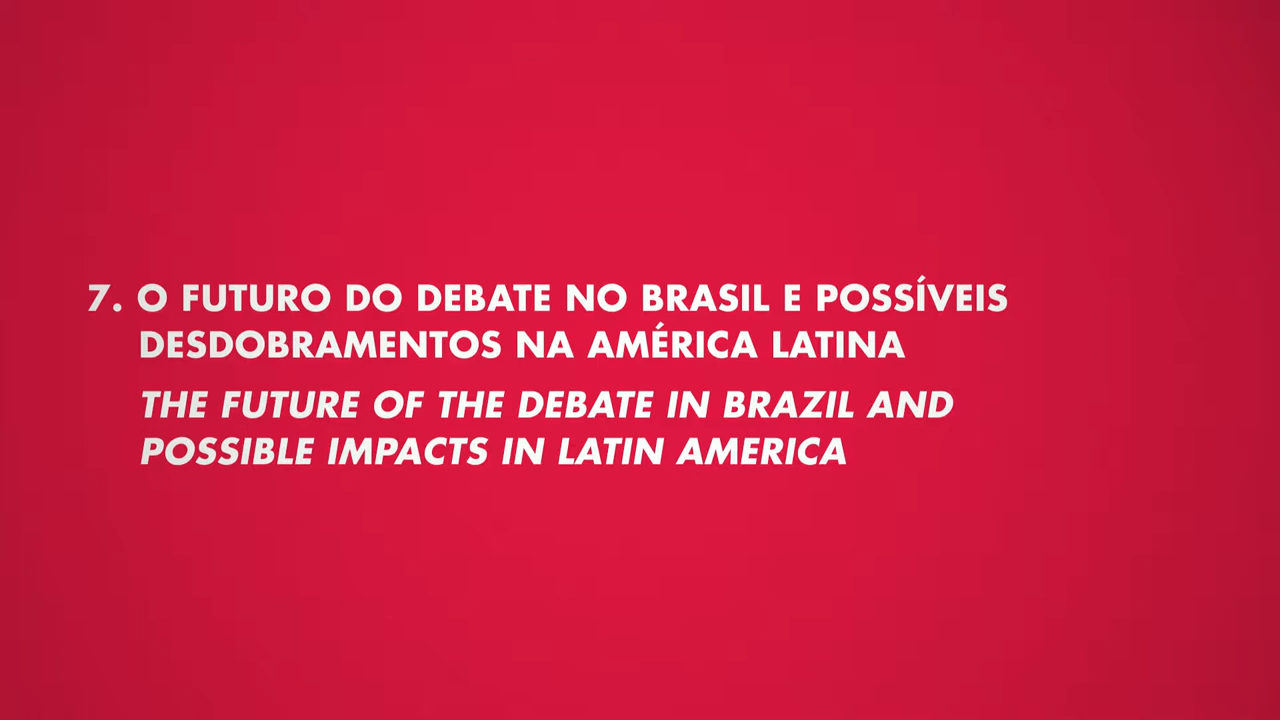 7. O FUTURO DO DEBATE NO BRASIL E POSSÍVEIS
DESDOBRAMENTOS NA AMÉRICA LATINA
THE FUTURE OF THE DEBATE IN BRAZIL AND
POSSIBLE IMPACTS IN LATIN AMERICA